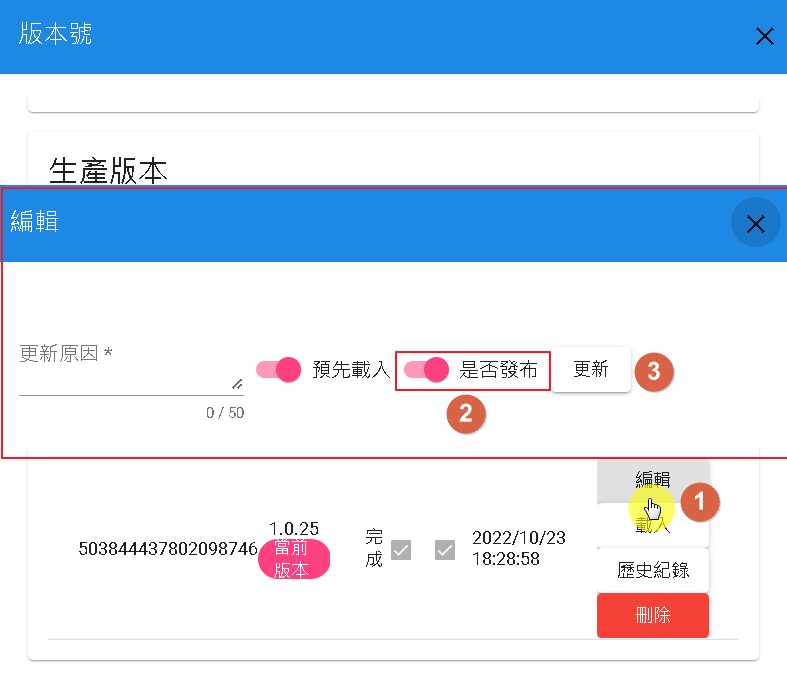 版本號
生產版本
編輯
更新原因 *
0 / 50
預先載入
是否發布
更新
3
2
編輯
1
載入
503844437802098746
1.0.25
當前
版本
完
成
2022/10/23
18:28:58
歷史紀錄
刪除